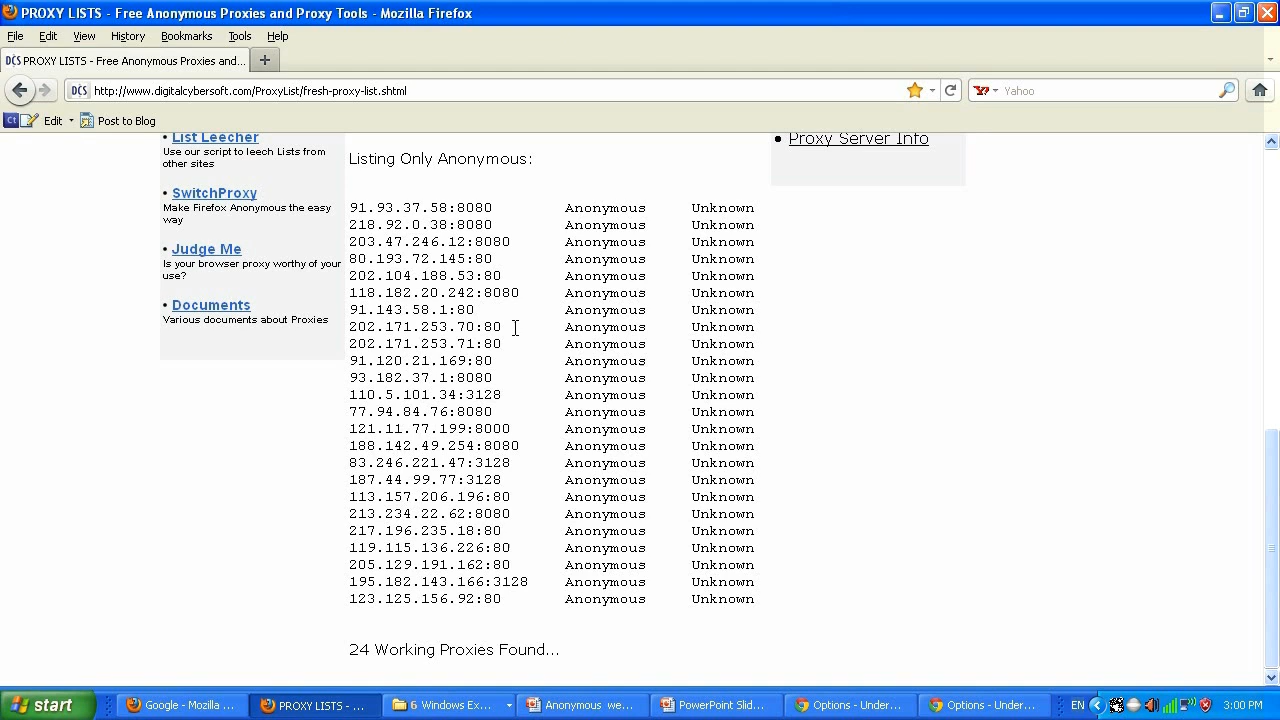 PROXY LISTS - Free Anonymous Proxies and Proxy Tools - Mozilla Firefox
File Edit View History Bookmarks Tools Help
DCS PROXY LISTS - Free Anonymous Proxies and...
DCS http://www.digitalcybersoft.com/ProxyList/fresh-proxy-list.shtml Yahoo
Ct Edit Post to Blog
• List Leecher
Use our script to leech Lists from
other sites
• SwitchProxy
Make Firefox Anonymous the easy
way
• Judge Me
Is your browser proxy worthy of your
use?
• Documents
Various documents about Proxies
Listing Only Anonymous:
91.93.37.58:8080 Anonymous Unknown
218.92.0.38:8080 Anonymous Unknown
203.47.246.12:8080 Anonymous Unknown
80.193.72.145:80 Anonymous Unknown
202.104.188.53:80 Anonymous Unknown
118.182.20.242:8080 Anonymous Unknown
91.143.58.1:80 Anonymous Unknown
202.171.253.70:80 Anonymous Unknown
202.171.253.71:80 Anonymous Unknown
91.120.21.169:80 Anonymous Unknown
93.182.37.1:8080 Anonymous Unknown
110.5.101.34:3128 Anonymous Unknown
77.94.84.76:8080 Anonymous Unknown
121.11.77.199:8000 Anonymous Unknown
188.142.49.254:8080 Anonymous Unknown
83.246.221.47:3128 Anonymous Unknown
187.44.99.77:3128 Anonymous Unknown
113.157.206.196:80 Anonymous Unknown
213.234.22.62:8080 Anonymous Unknown
217.196.235.18:80 Anonymous Unknown
119.115.136.226:80 Anonymous Unknown
205.129.191.162:80 Anonymous Unknown
195.182.143.166:3128 Anonymous Unknown
123.125.156.92:80 Anonymous Unknown
24 Working Proxies Found...
• Proxy Server Info
start Google - Mozilla ... PROXY LISTS - ... 6 Windows Ex... Anonymous we... PowerPoint Slid... Options - Under... Options - Under... EN 3:00 PM